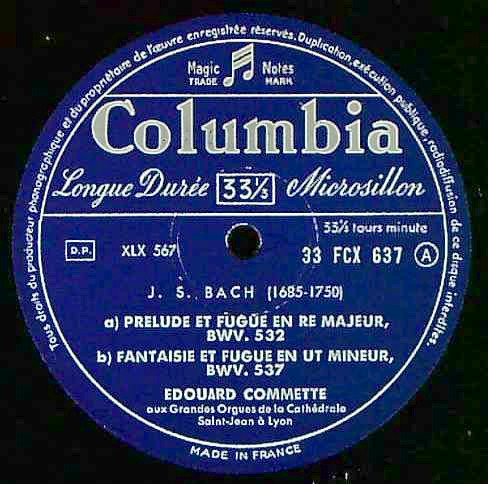 Tous droits du producteur phonographique et du propriétaire de l'œuvre enregistrée réservés. Duplication, exécution publique, radiodiffusion de ce disque interdites.
Magic Notes
TRADE MARK
Columbia
Longue Durée 33⅓ Microsillon
33⅓ tours minute
D.P. XLX 567 33 FCX 637 A
J. S. BACH (1685-1750)
a) PRELUDE ET FUGUE EN RE MAJEUR,
BWV. 532
b) FANTAISIE ET FUGUE EN UT MINEUR,
BWV. 537
EDOUARD COMMETTE
aux Grandes Orgues de la Cathédrale
Saint-Jean à Lyon
MADE IN FRANCE